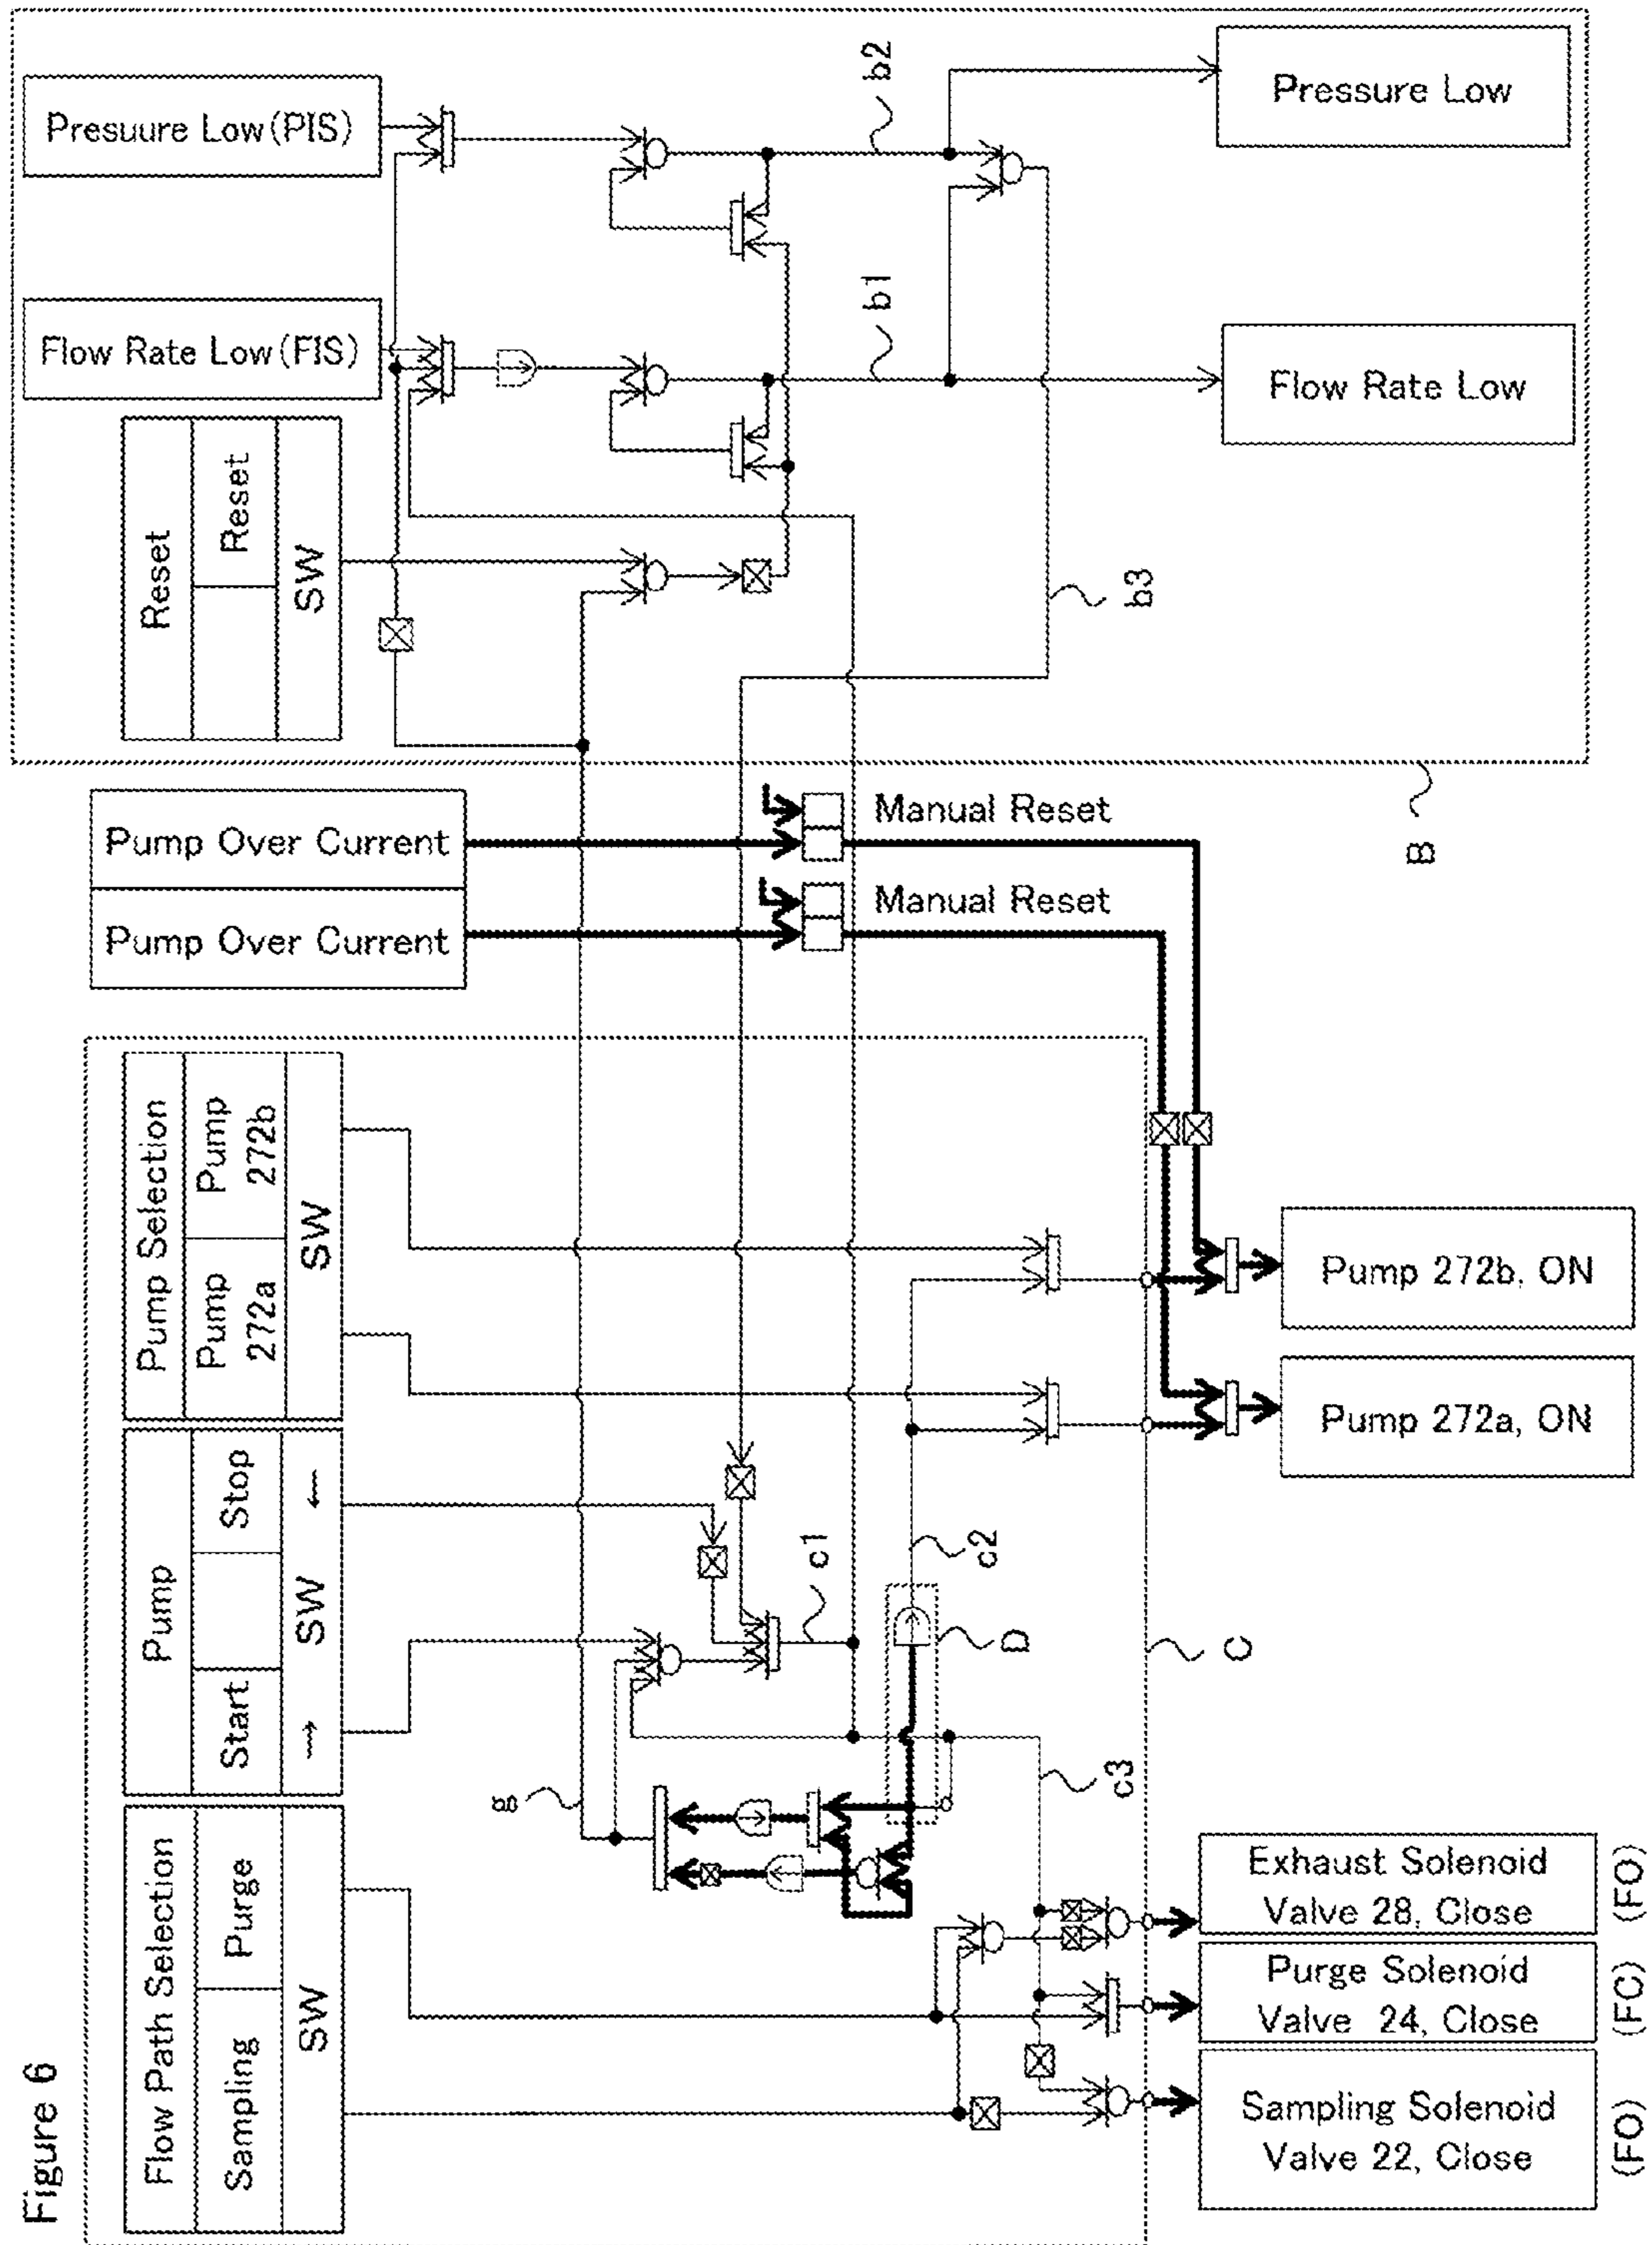 Figure 6
Presuure Low(PIS)
Flow Rate Low(FIS)
Reset
Reset
SW
b2
b1
b3
Pressure Low
Flow Rate Low
B
Pump Over Current
Pump Over Current
Manual Reset
Manual Reset
Pump Selection
Pump
272a
Pump
272b
SW
Pump
Start
Stop
→ SW ←
Flow Path Selection
Sampling
Purge
SW
g
c1
c2
c3
D
C
Pump 272b, ON
Pump 272a, ON
Exhaust Solenoid
Valve 28, Close
(FO)
Purge Solenoid
Valve 24, Close
(FC)
Sampling Solenoid
Valve 22, Close
(FO)